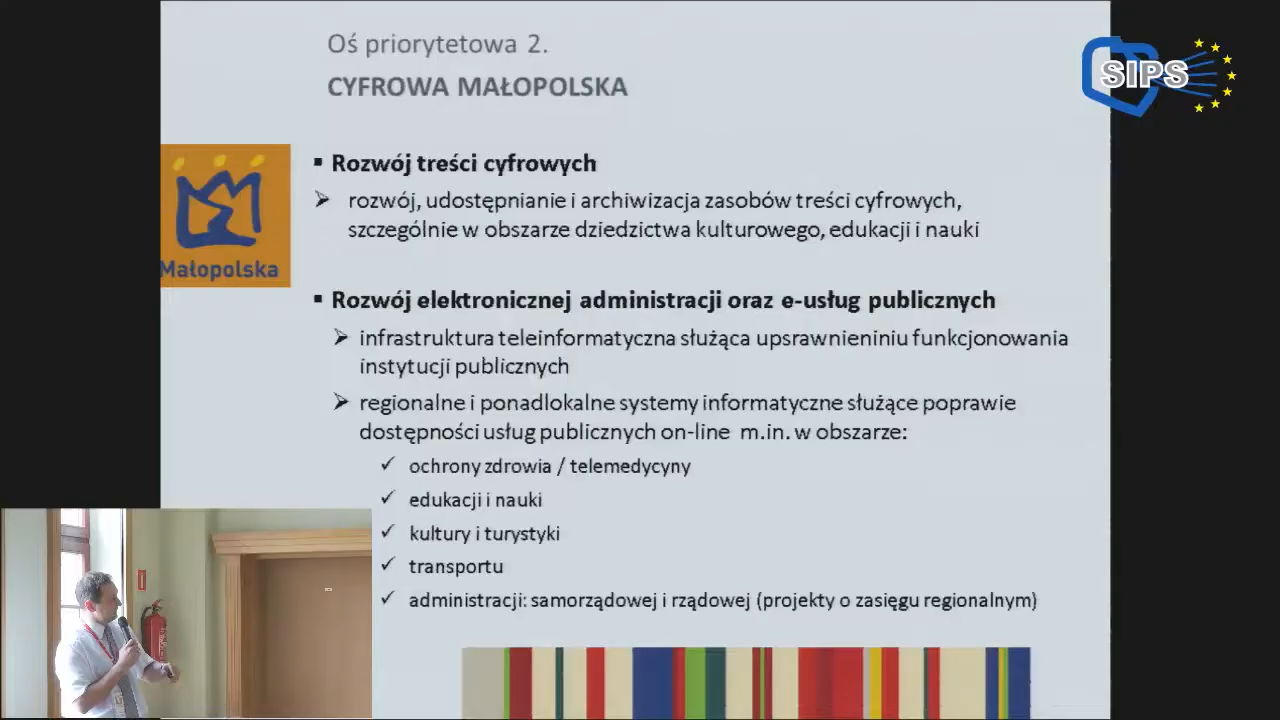 Oś priorytetowa 2.
CYFROWA MAŁOPOLSKA
SIPS
Małopolska
Rozwój treści cyfrowych
rozwój, udostępnianie i archiwizacja zasobów treści cyfrowych,
szczególnie w obszarze dziedzictwa kulturowego, edukacji i nauki
Rozwój elektronicznej administracji oraz e-usług publicznych
infrastruktura teleinformatyczna służąca upsrawnieniniu funkcjonowania
instytucji publicznych
regionalne i ponadlokalne systemy informatyczne służące poprawie
dostępności usług publicznych on-line m.in. w obszarze:
ochrony zdrowia / telemedycyny
edukacji i nauki
kultury i turystyki
transportu
administracji: samorządowej i rządowej (projekty o zasięgu regionalnym)